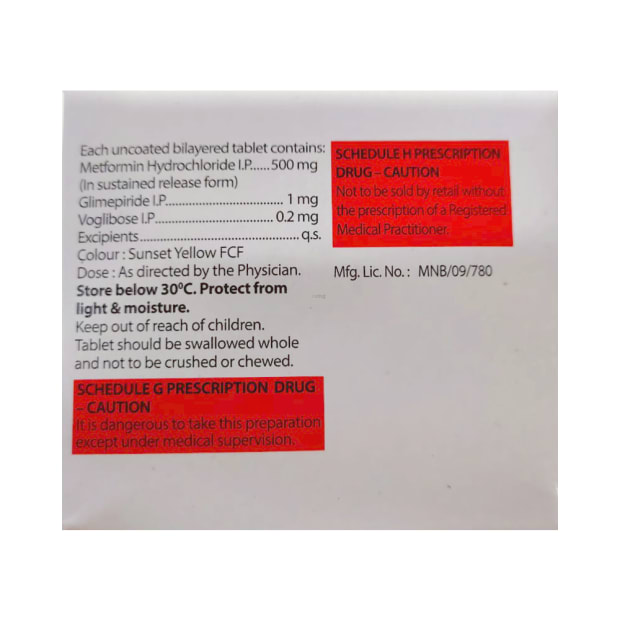 Each uncoated bilayered tablet contains:
Metformin Hydrochloride I.P......500 mg
(In sustained release form)
Glimepiride I.P.................................. 1 mg
Voglibose I.P.................................. 0.2 mg
Excipients.............................................. q.s.
Colour : Sunset Yellow FCF
Dose : As directed by the Physician.
Store below 30ºC. Protect from
light & moisture.
Keep out of reach of children.
Tablet should be swallowed whole
and not to be crushed or chewed.
SCHEDULE G PRESCRIPTION DRUG
– CAUTION
It is dangerous to take this preparation
except under medical supervision.
SCHEDULE H PRESCRIPTION
DRUG – CAUTION
Not to be sold by retail without
the prescription of a Registered
Medical Practitioner.
Mfg. Lic. No. : MNB/09/780